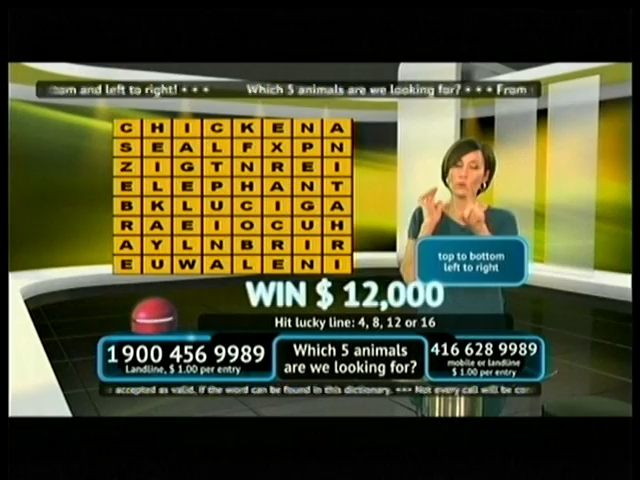 tom and left to right! • • • Which 5 animals are we looking for? • • • From
C H I C K E N A
S E A L F X P N
Z I G T N R E I
E L E P H A N T
B K L U C I G A
R A E I O C U H
A Y L N B R I R
E U W A L E N I
top to bottom
left to right
WIN $ 12,000
Hit lucky line: 4, 8, 12 or 16
1 900 456 9989
Landline, $ 1.00 per entry
Which 5 animals
are we looking for?
416 628 9989
mobile or landline
$ 1.00 per entry
accepted as valid. If the word can be found in this dictionary. ••• Not every call will be con